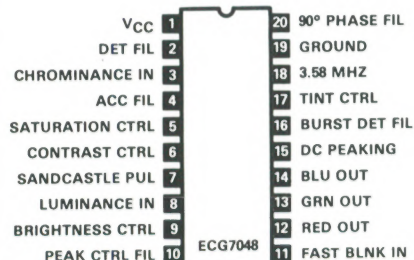 VCC 1 20 90° PHASE FIL
DET FIL 2 19 GROUND
CHROMINANCE IN 3 18 3.58 MHZ
ACC FIL 4 17 TINT CTRL
SATURATION CTRL 5 16 BURST DET FIL
CONTRAST CTRL 6 15 DC PEAKING
SANDCASTLE PUL 7 14 BLU OUT
LUMINANCE IN 8 13 GRN OUT
BRIGHTNESS CTRL 9 12 RED OUT
PEAK CTRL FIL 10 ECG7048 11 FAST BLNK IN